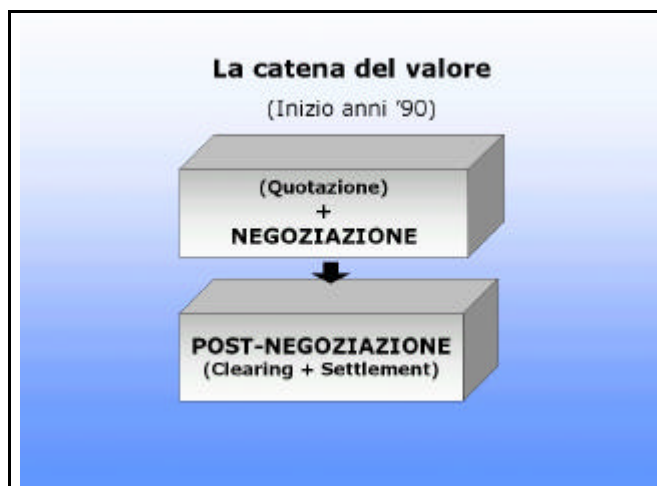 La catena del valore
(Inizio anni '90)
(Quotazione)
+
NEGOZIAZIONE
POST-NEGOZIAZIONE
(Clearing + Settlement)